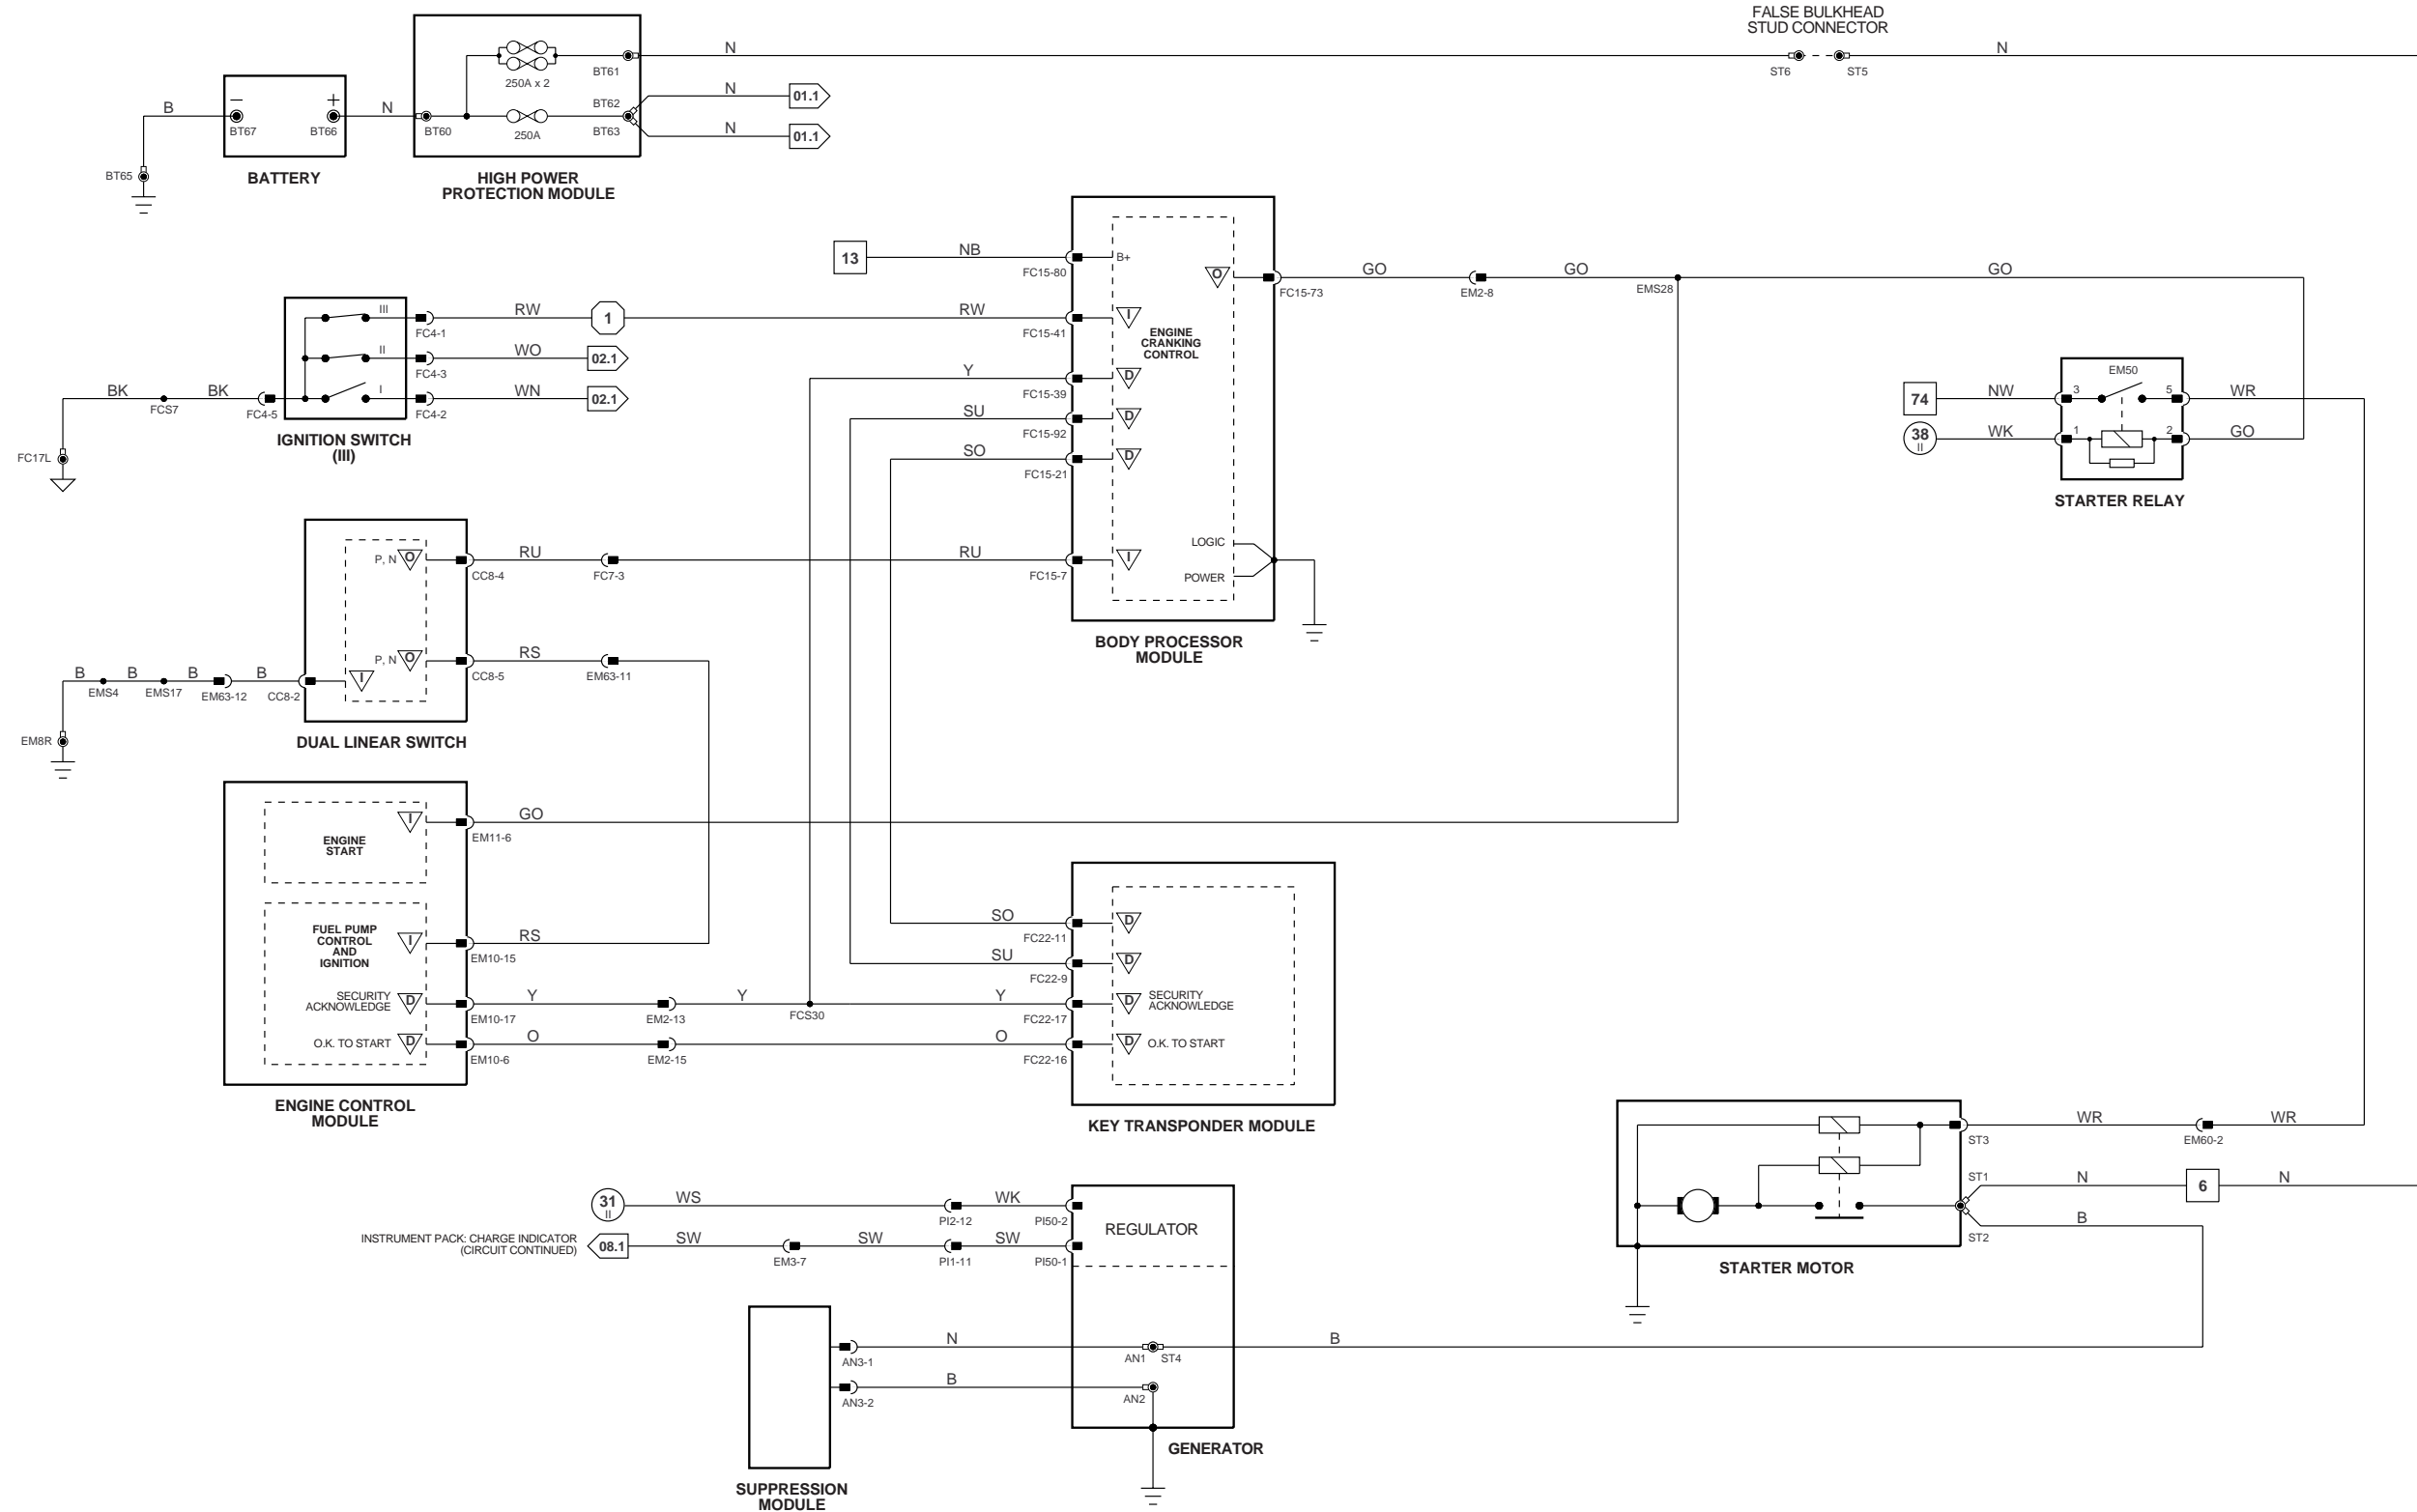 FALSE BULKHEAD
STUD CONNECTOR
N
N
ST6
ST5
250A x 2
BT61
B
–
+
N
BT67
BT66
BT60
250A
BT62
BT63
N
01.1
N
01.1
BT65
BATTERY
HIGH POWER
PROTECTION MODULE
13
NB
FC15-80
B+
O
FC15-73
GO
EM2-8
GO
EMS28
GO
III
FC4-1
RW
1
RW
FC15-41
I
ENGINE
CRANKING
CONTROL
II
FC4-3
WO
02.1
I
FC4-2
WN
02.1
BK
FCS7
BK
FC4-5
IGNITION SWITCH
(III)
FC17L
Y
FC15-39
D
SU
FC15-92
D
SO
FC15-21
D
EM50
74
NW
3
5
WR
38
II
WK
1
2
GO
STARTER RELAY
P, N
O
CC8-4
RU
FC7-3
RU
FC15-7
I
LOGIC
POWER
BODY PROCESSOR
MODULE
P, N
O
CC8-5
RS
EM63-11
B
EMS4
B
EMS17
B
EM63-12
B
CC8-2
I
EM8R
DUAL LINEAR SWITCH
ENGINE
START
I
EM11-6
GO
FUEL PUMP
CONTROL
AND
IGNITION
I
EM10-15
RS
SECURITY
ACKNOWLEDGE
D
EM10-17
Y
EM2-13
Y
FCS30
Y
FC22-17
D
SECURITY
ACKNOWLEDGE
O.K. TO START
D
EM10-6
O
EM2-15
O
FC22-16
D
O.K. TO START
SO
FC22-11
D
SU
FC22-9
D
ENGINE CONTROL
MODULE
KEY TRANSPONDER MODULE
ST3
WR
EM60-2
WR
ST1
N
6
N
B
ST2
STARTER MOTOR
31
II
WS
PI2-12
WK
PI50-2
REGULATOR
INSTRUMENT PACK: CHARGE INDICATOR
(CIRCUIT CONTINUED)
08.1
SW
EM3-7
SW
PI1-11
SW
PI50-1
AN3-1
N
AN1
ST4
B
AN3-2
B
AN2
GENERATOR
SUPPRESSION
MODULE